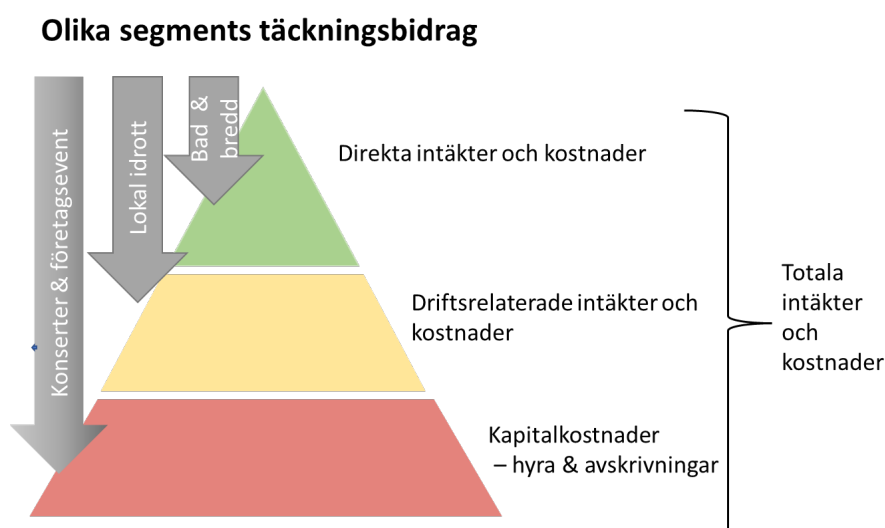 Olika segments täckningsbidrag
Konserter & företagsevent
Lokal idrott
Bad & 
bredd
Direkta intäkter och kostnader
Driftsrelaterade intäkter och
kostnader
Kapitalkostnader
– hyra & avskrivningar
Totala
intäkter
och
kostnader